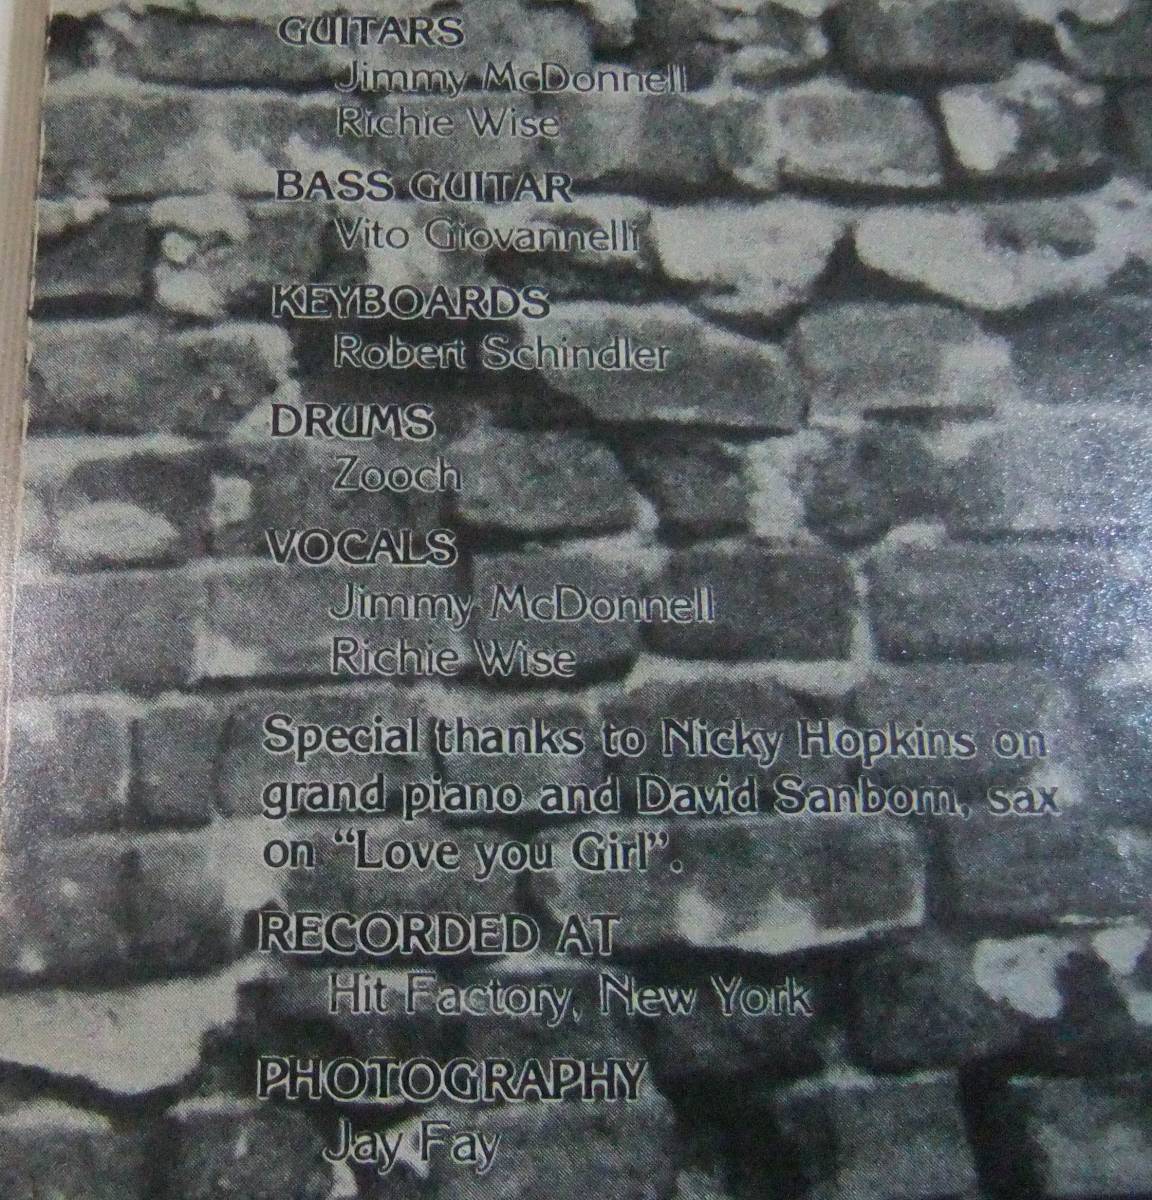 GUITARS
Jimmy McDonnell
Richie Wise
BASS GUITAR
Vito Giovannelli
KEYBOARDS
Robert Schindler
DRUMS
Zooch
VOCALS
Jimmy McDonnell
Richie Wise
Special thanks to Nicky Hopkins on
grand piano and David Sanborn, sax
on “Love you Girl”.
RECORDED AT
Hit Factory, New York
PHOTOGRAPHY
Jay Fay